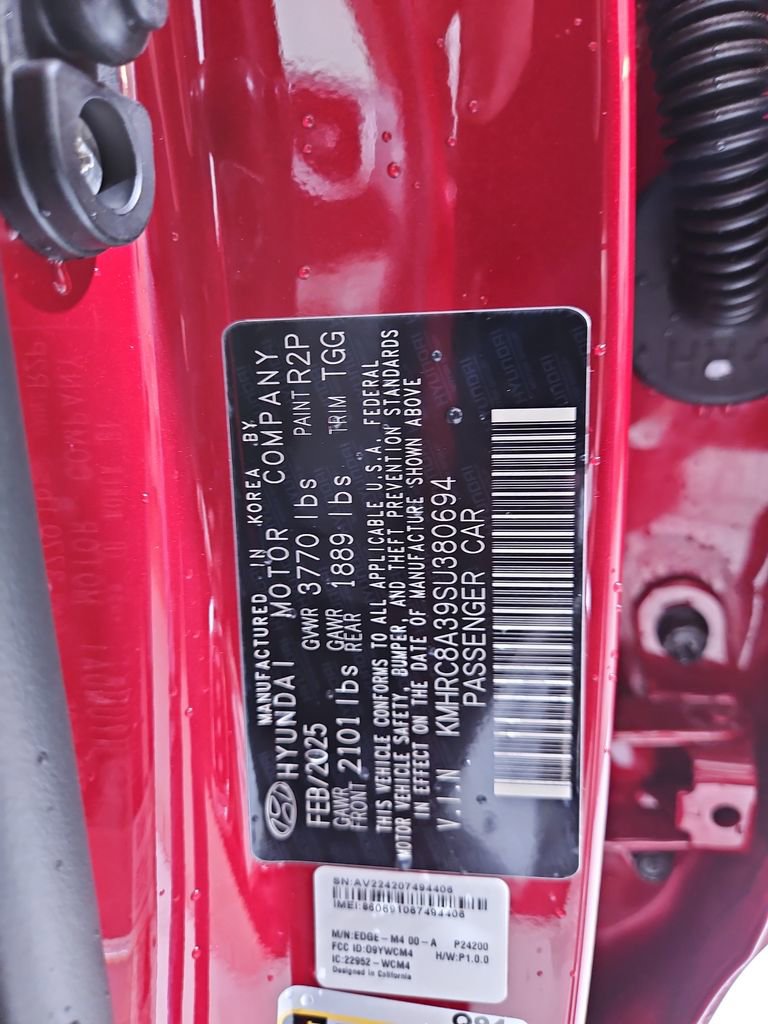 MANUFACTURED IN KOREA BY
HYUNDAI MOTOR COMPANY
FEB/2025 GVWR 3770 lbs PAINT R2P
GAWR FRONT 2101 lbs GAWR REAR 1889 lbs TRIM TGG
THIS VEHICLE CONFORMS TO ALL APPLICABLE U.S.A. FEDERAL
MOTOR VEHICLE SAFETY, BUMPER, AND THEFT PREVENTION STANDARDS
IN EFFECT ON THE DATE OF MANUFACTURE SHOWN ABOVE
V.I.N KMHRC8A39SU380694
PASSENGER CAR
SN:AV224207494408
IMEI:860691067494408
M/N:EDGE-M4 00-A P24200
FCC ID:O9YWCM4 H/W:P1.0.0
IC:22952-WCM4
Designed in California